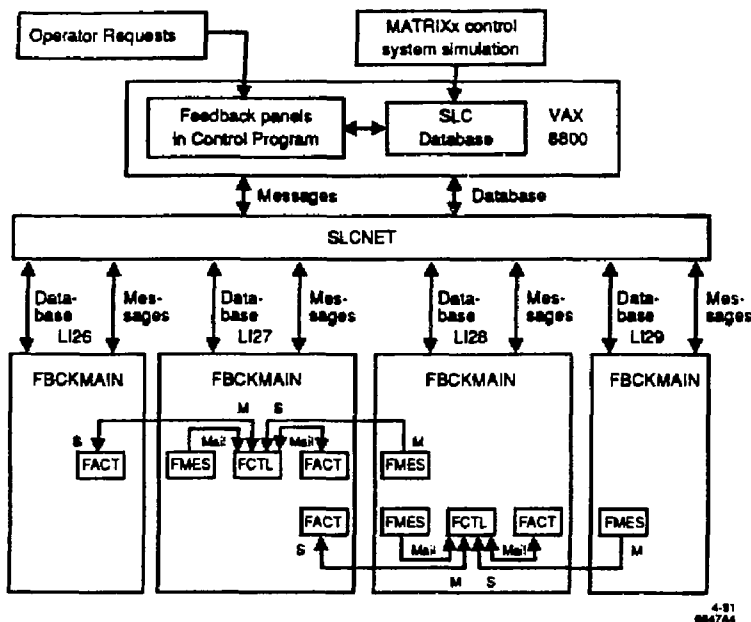 Operator Requests
MATRIXx control
system simulation
Feedback panels
in Control Program
SLC
Database
VAX
8800
Messages
Database
SLCNET
Data-
base
Mes-
sages
Data-
base
Mes-
sages
Data-
base
Mes-
sages
Data-
base
Mes-
sages
LI26
LI27
LI28
LI29
FBCKMAIN
FBCKMAIN
FBCKMAIN
FBCKMAIN
M
S
S
Mail
Mail
M
FACT
FMES
FCTL
FACT
FMES
FACT
FMES
FCTL
FACT
FMES
S
Mail
Mail
M
M
S
4-91
6847A4